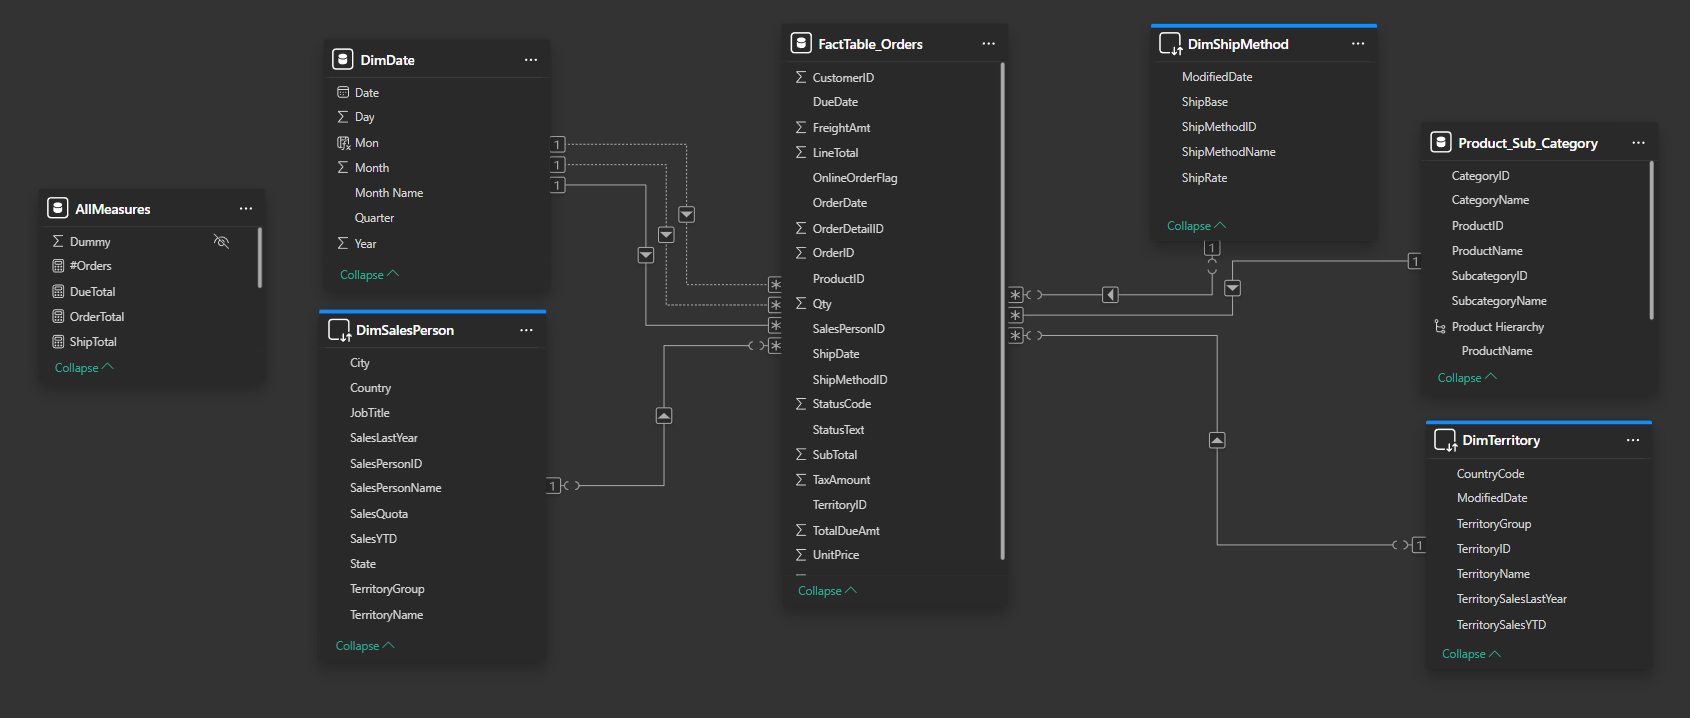 AllMeasures
Dummy
#Orders
DueTotal
OrderTotal
ShipTotal
Collapse
DimDate
Date
Day
Mon
Month
Month Name
Quarter
Year
Collapse
DimSalesPerson
City
Country
JobTitle
SalesLastYear
SalesPersonID
SalesPersonName
SalesQuota
SalesYTD
State
TerritoryGroup
TerritoryName
Collapse
1
1
1
1
FactTable_Orders
CustomerID
DueDate
FreightAmt
LineTotal
OnlineOrderFlag
OrderDate
OrderDetailID
OrderID
ProductID
Qty
SalesPersonID
ShipDate
ShipMethodID
StatusCode
StatusText
SubTotal
TaxAmount
TerritoryID
TotalDueAmt
UnitPrice
Collapse
DimShipMethod
ModifiedDate
ShipBase
ShipMethodID
ShipMethodName
ShipRate
Collapse
1
1
1
Product_Sub_Category
CategoryID
CategoryName
ProductID
ProductName
SubcategoryID
SubcategoryName
Product Hierarchy
ProductName
Collapse
DimTerritory
CountryCode
ModifiedDate
TerritoryGroup
TerritoryID
TerritoryName
TerritorySalesLastYear
TerritorySalesYTD
Collapse